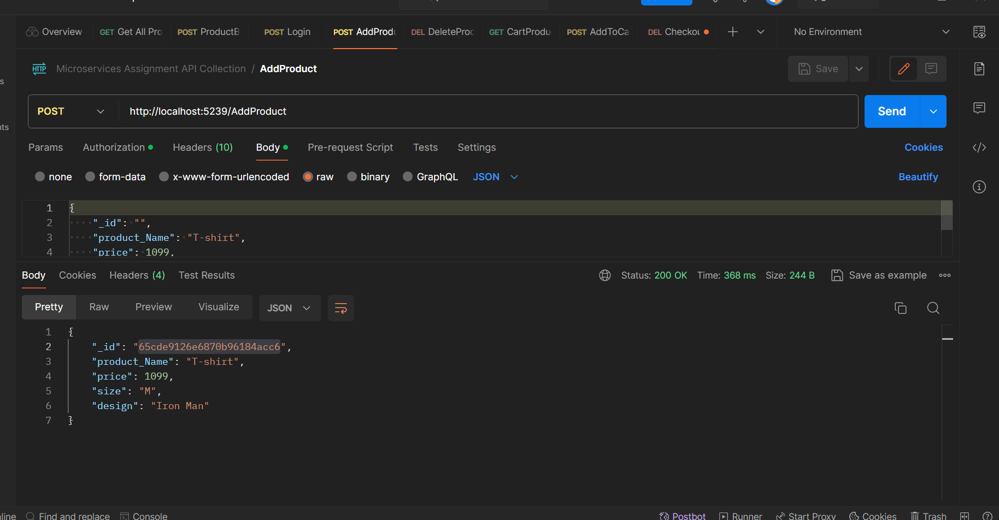 Overview GET Get All Pro POST ProductB POST Login POST AddProdu DEL DeleteProc GET CartProdu POST AddToCa DEL Checkou No Environment
HTTP Microservices Assignment API Collection / AddProduct Save
s
POST http://localhost:5239/AddProduct Send
nts
Params Authorization Headers (10) Body Pre-request Script Tests Settings Cookies
none form-data x-www-form-urlencoded raw binary GraphQL JSON Beautify
1 {
2 ····"_id":·"",
3 ····"product_Name":·"T-shirt",
4 ····"price":·1099,
Body Cookies Headers (4) Test Results Status: 200 OK Time: 368 ms Size: 244 B Save as example
Pretty Raw Preview Visualize JSON
1 {
2 "_id": "65cde9126e6870b96184acc6",
3 "product_Name": "T-shirt",
4 "price": 1099,
5 "size": "M",
6 "design": "Iron Man"
7 }
line Find and replace Console Postbot Runner Start Proxy Cookies Trash